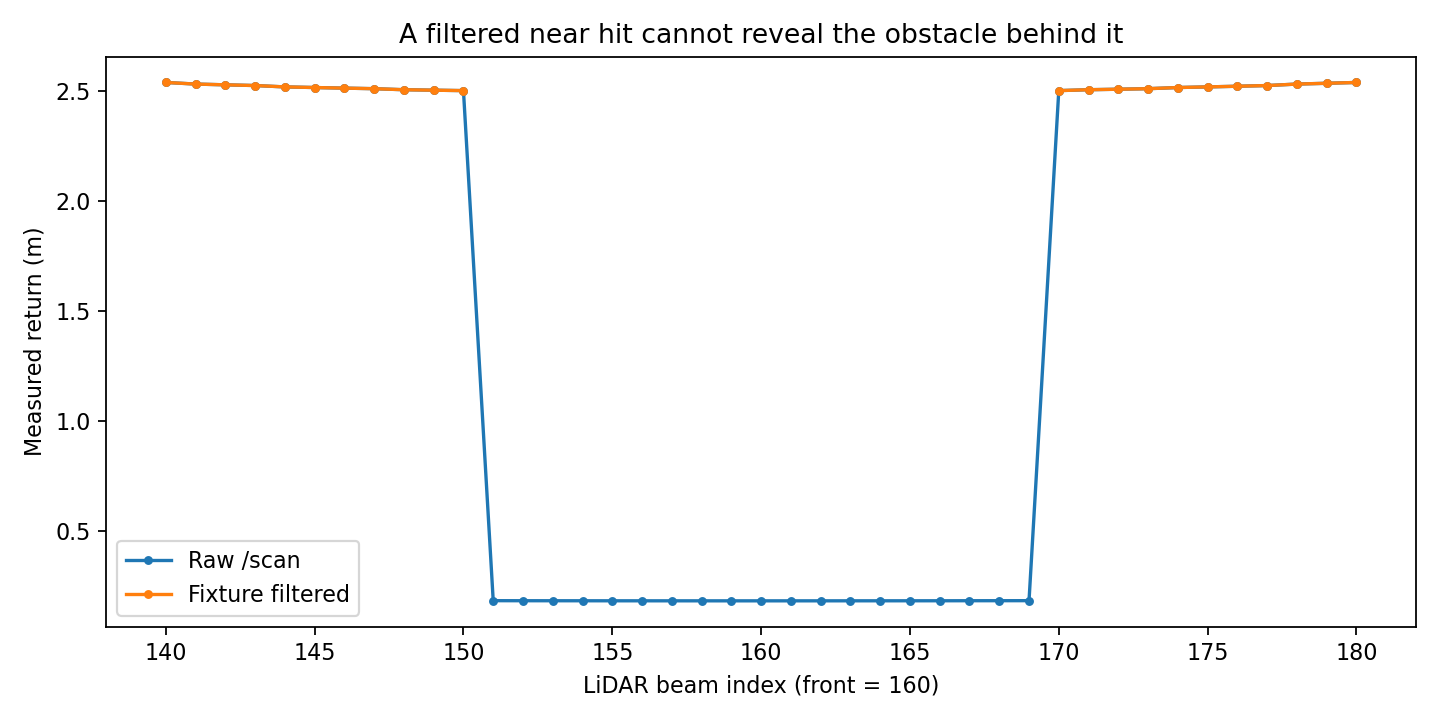 A filtered near hit cannot reveal the obstacle behind it
Measured return (m)
2.5
2.0
1.5
1.0
0.5
Raw /scan
Fixture filtered
140 145 150 155 160 165 170 175 180
LiDAR beam index (front = 160)